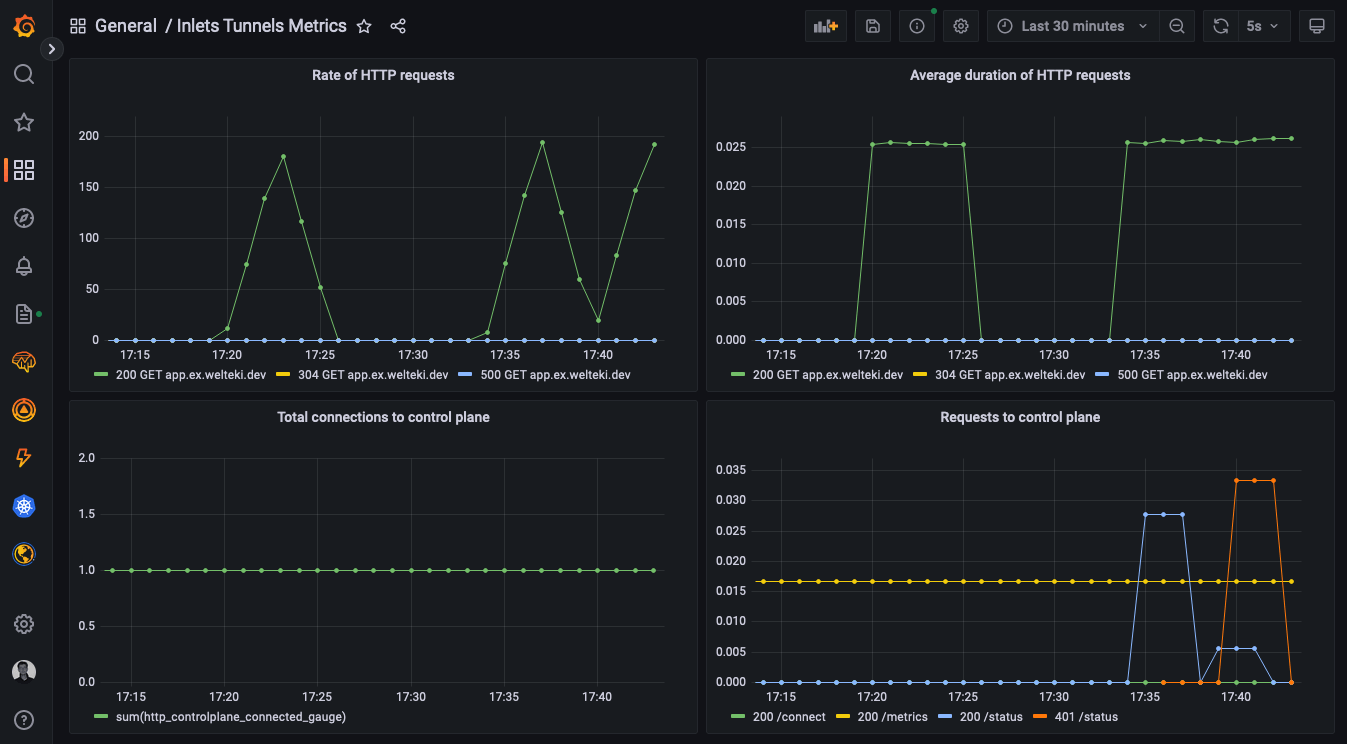 General / Inlets Tunnels Metrics
Last 30 minutes
5s
Rate of HTTP requests
200
150
100
50
0
17:15 17:20 17:25 17:30 17:35 17:40
200 GET app.ex.welteki.dev 304 GET app.ex.welteki.dev 500 GET app.ex.welteki.dev
Average duration of HTTP requests
0.025
0.020
0.015
0.010
0.005
0.000
17:15 17:20 17:25 17:30 17:35 17:40
200 GET app.ex.welteki.dev 304 GET app.ex.welteki.dev 500 GET app.ex.welteki.dev
Total connections to control plane
2.0
1.5
1.0
0.5
0.0
17:15 17:20 17:25 17:30 17:35 17:40
sum(http_controlplane_connected_gauge)
Requests to control plane
0.035
0.030
0.025
0.020
0.015
0.010
0.005
0.000
17:15 17:20 17:25 17:30 17:35 17:40
200 /connect 200 /metrics 200 /status 401 /status